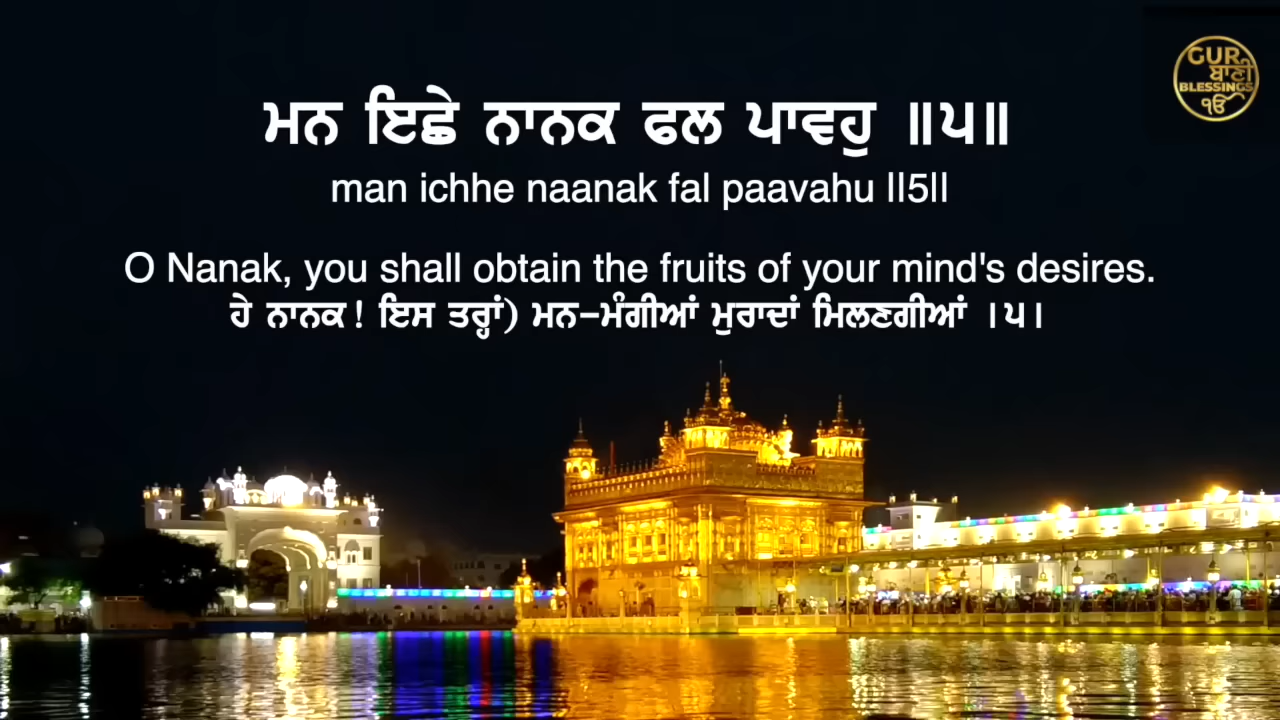 GUR
ਬਾਣੀ
BLESSINGS
ੴ
ਮਨ ਇਛੇ ਨਾਨਕ ਫਲ ਪਾਵਹੁ ॥੫॥
man ichhe naanak fal paavahu ||5||
O Nanak, you shall obtain the fruits of your mind's desires.
ਹੇ ਨਾਨਕ! ਇਸ ਤਰ੍ਹਾਂ) ਮਨ-ਮੰਗੀਆਂ ਮੁਰਾਦਾਂ ਮਿਲਣਗੀਆਂ ।੫।